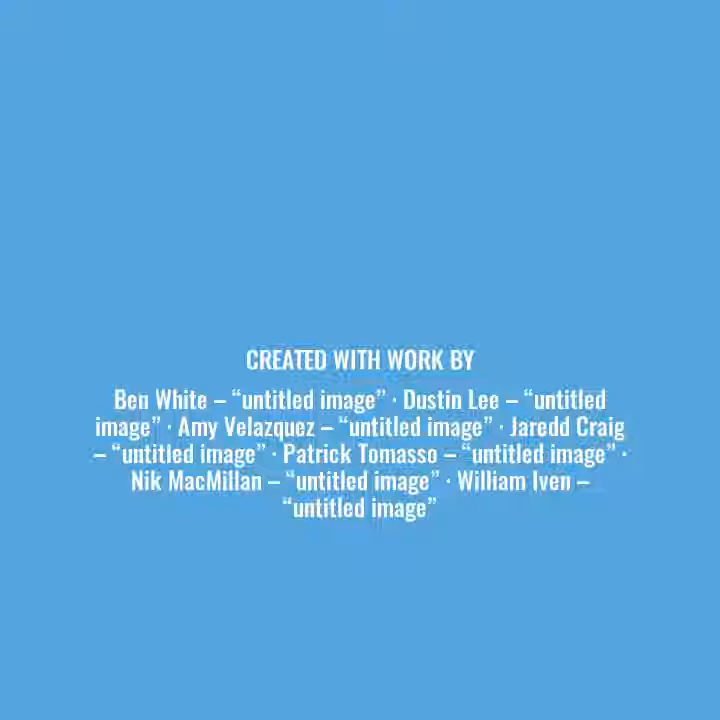 CREATED WITH WORK BY
Ben White – “untitled image” · Dustin Lee – “untitled
image” · Amy Velazquez – “untitled image” · Jaredd Craig
– “untitled image” · Patrick Tomasso – “untitled image” ·
Nik MacMillan – “untitled image” · William Iven –
“untitled image”